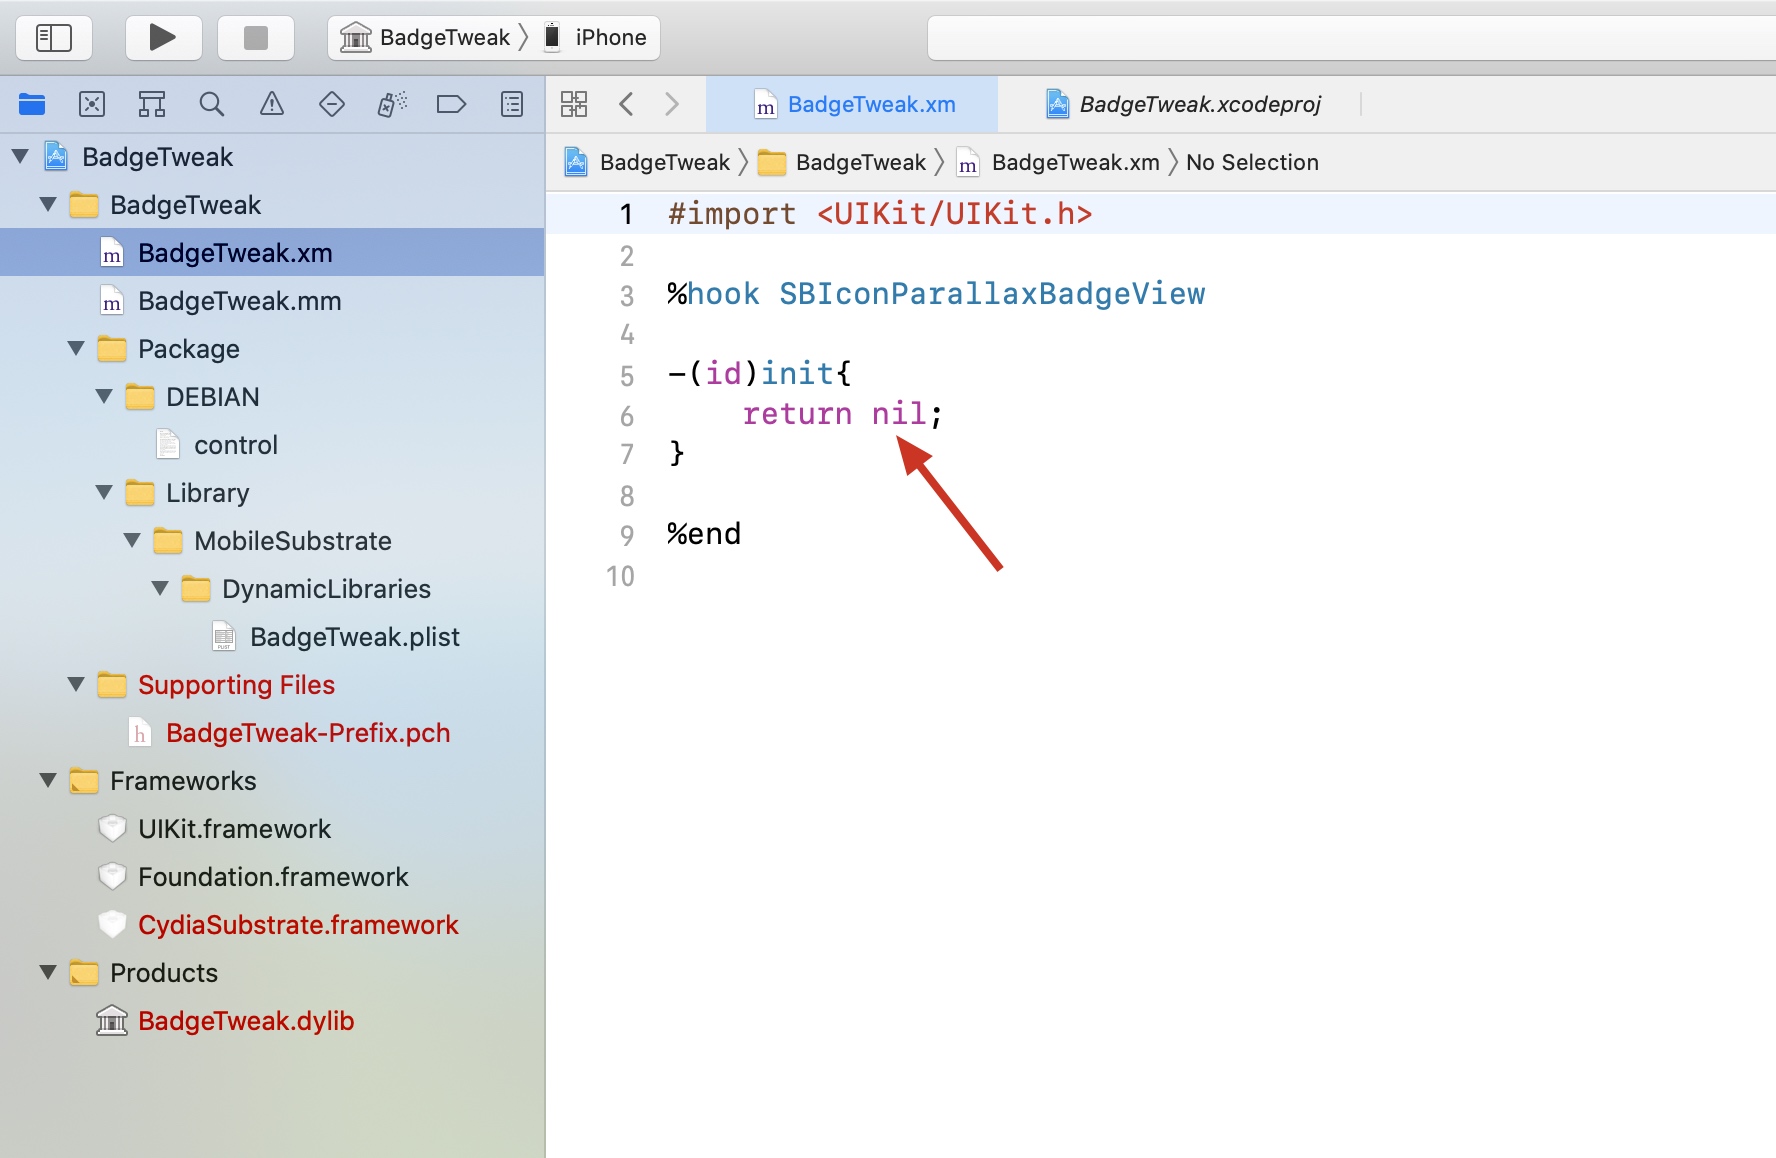 BadgeTweak 〉 iPhone
BadgeTweak.xm
BadgeTweak.xcodeproj
BadgeTweak 〉 BadgeTweak 〉 m BadgeTweak.xm 〉 No Selection
BadgeTweak
BadgeTweak
m BadgeTweak.xm
m BadgeTweak.mm
Package
DEBIAN
control
Library
MobileSubstrate
DynamicLibraries
PLIST BadgeTweak.plist
Supporting Files
h BadgeTweak-Prefix.pch
Frameworks
UIKit.framework
Foundation.framework
CydiaSubstrate.framework
Products
BadgeTweak.dylib
1 #import <UIKit/UIKit.h>
2
3 %hook SBIconParallaxBadgeView
4
5 -(id)init{
6     return nil;
7 }
8
9 %end
10